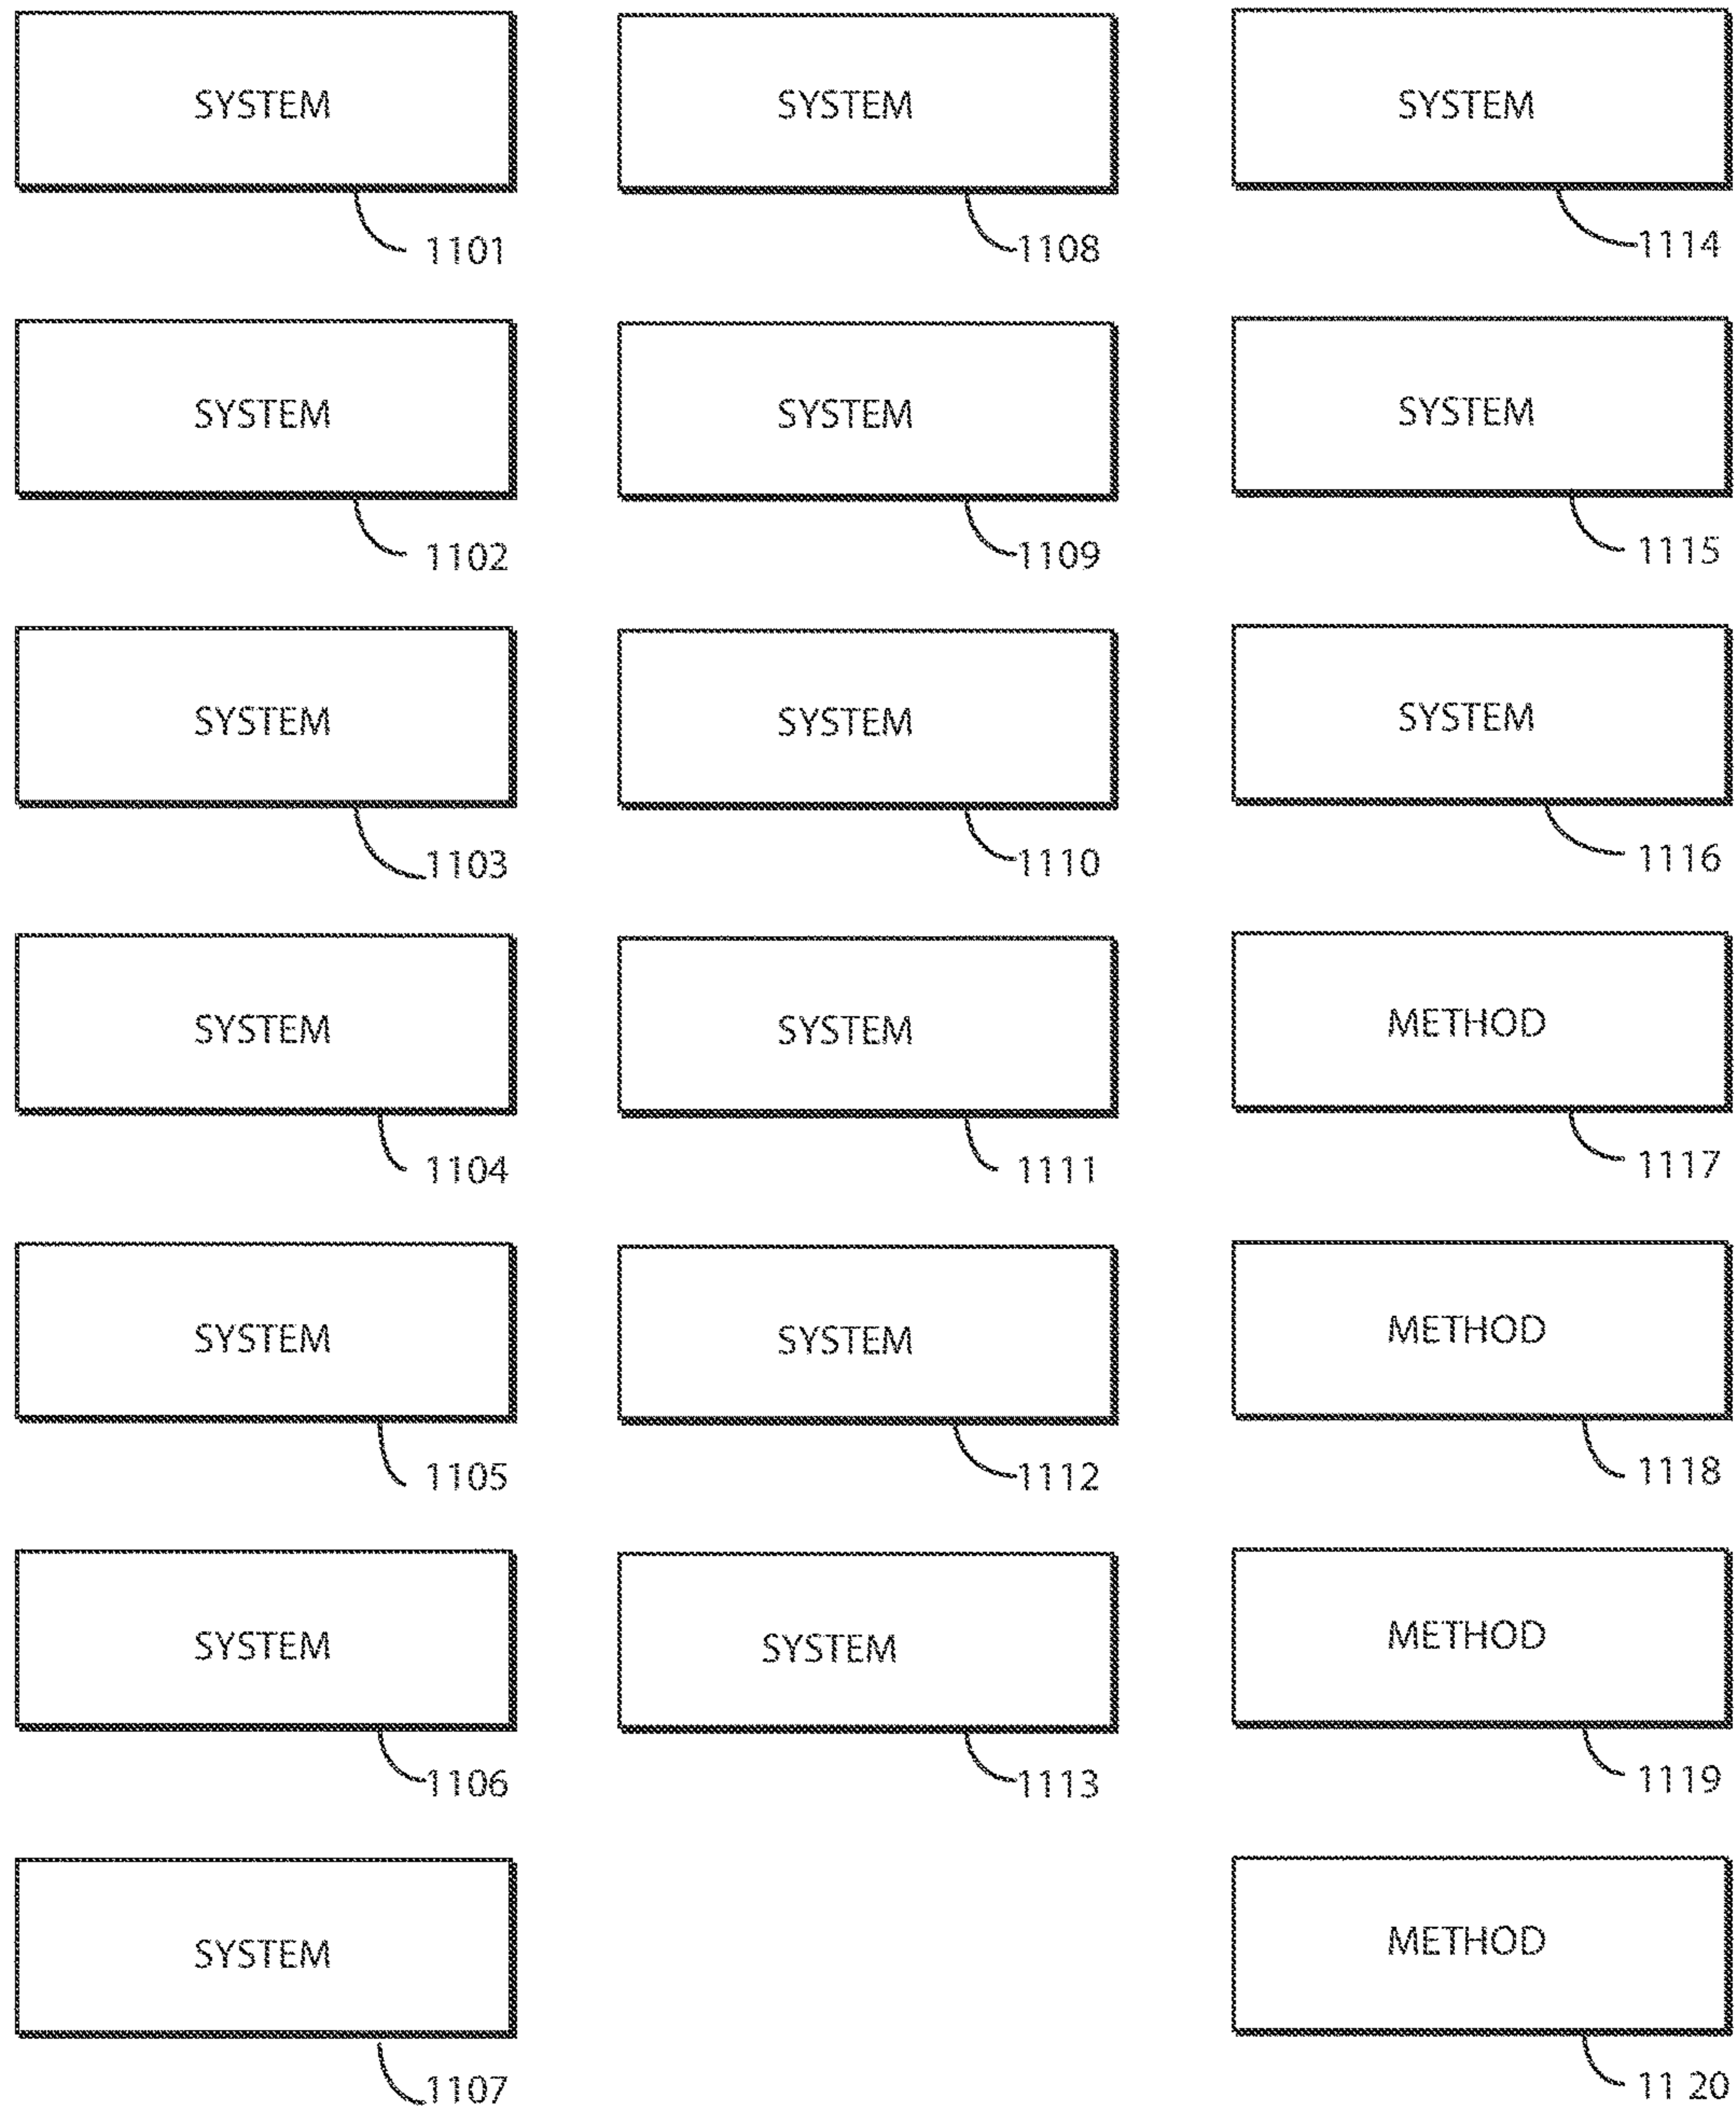 SYSTEM
1101
SYSTEM
1102
SYSTEM
1103
SYSTEM
1104
SYSTEM
1105
SYSTEM
1106
SYSTEM
1107
SYSTEM
1108
SYSTEM
1109
SYSTEM
1110
SYSTEM
1111
SYSTEM
1112
SYSTEM
1113
SYSTEM
1114
SYSTEM
1115
SYSTEM
1116
METHOD
1117
METHOD
1118
METHOD
1119
METHOD
11 20